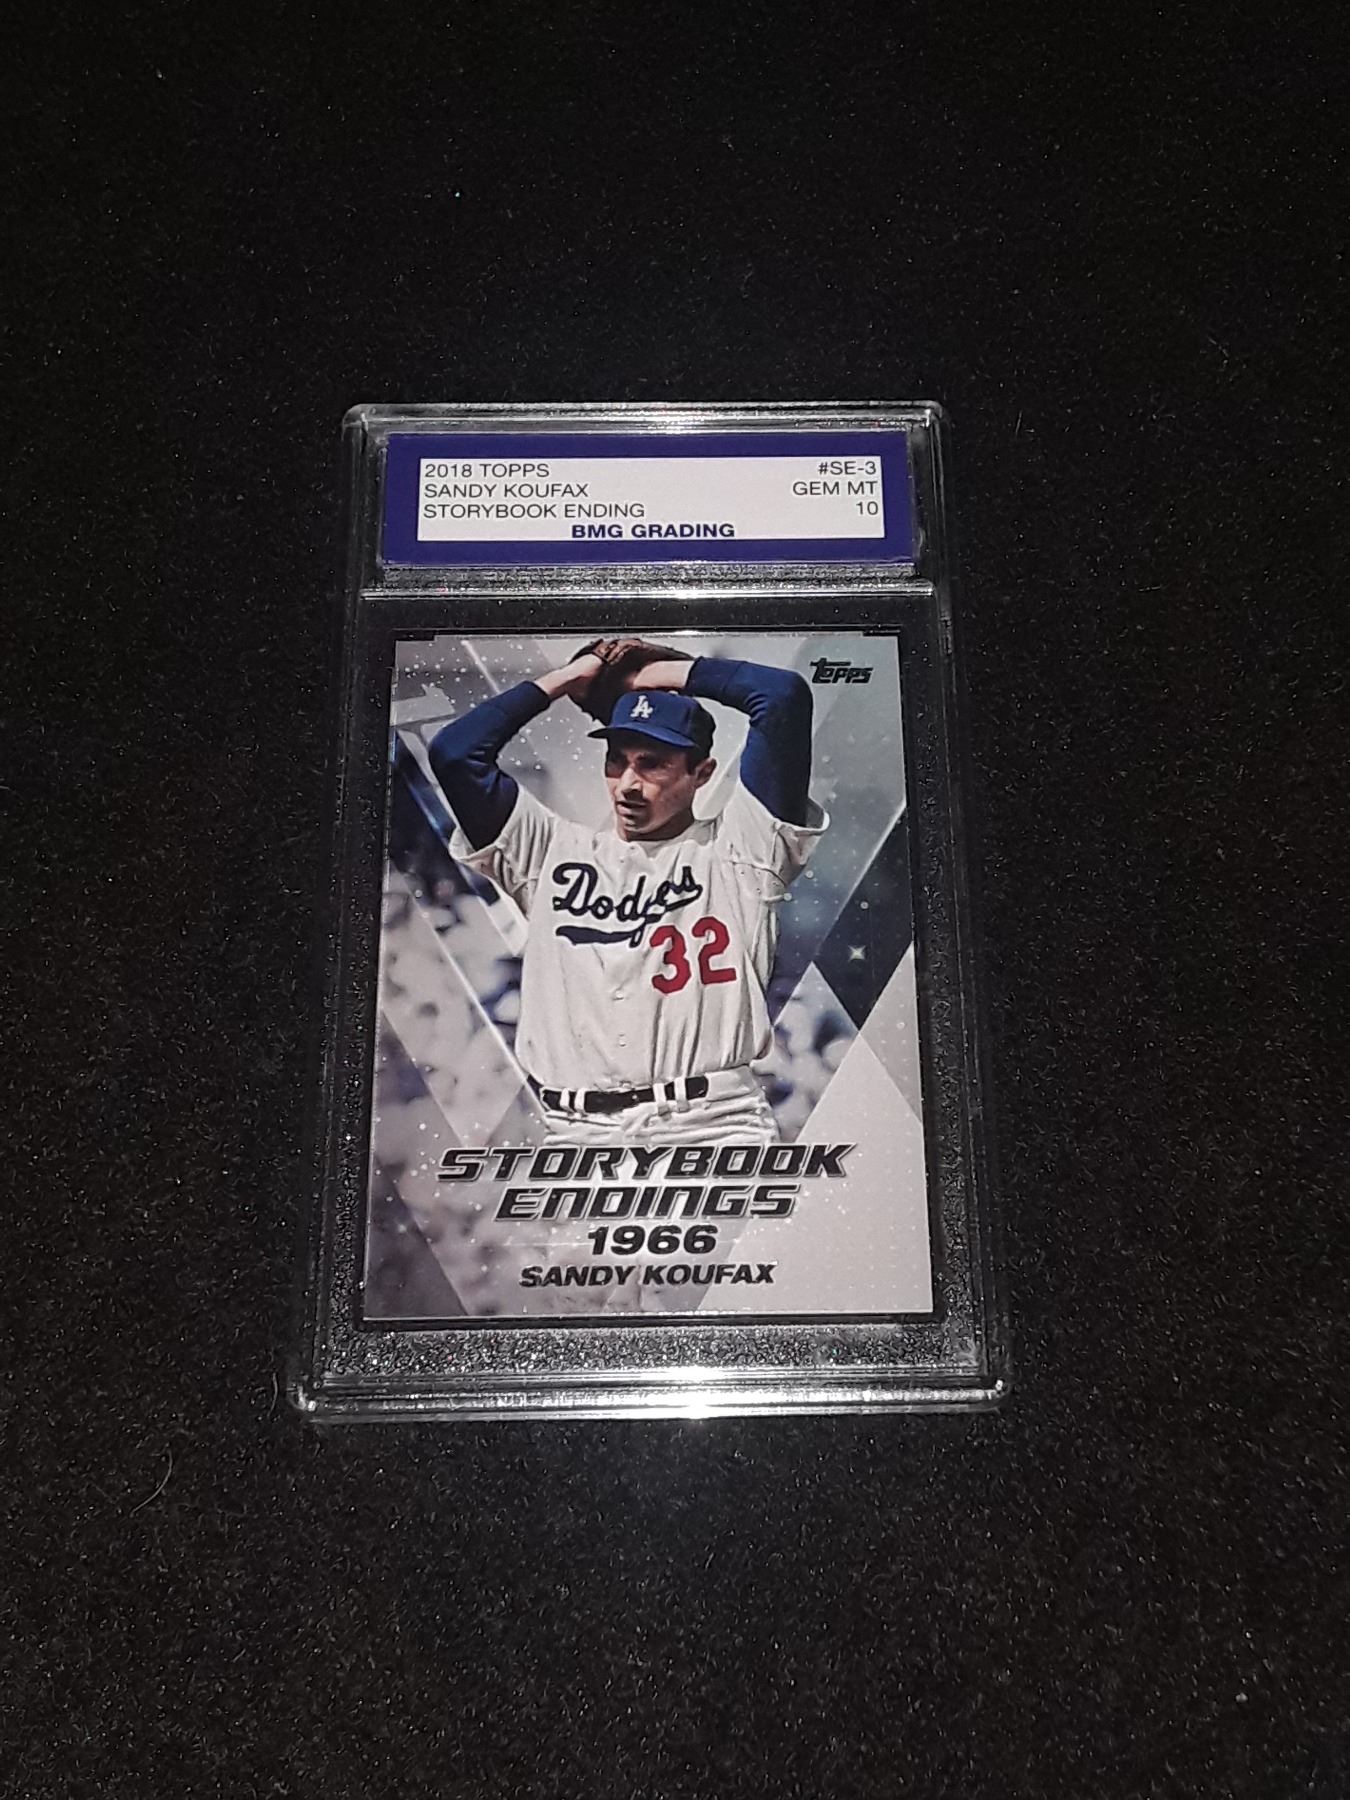 2018 TOPPS #SE-3
SANDY KOUFAX GEM MT
STORYBOOK ENDING 10
BMG GRADING
topps
LA
Dodgers
32
STORYBOOK
ENDINGS
1966
SANDY KOUFAX